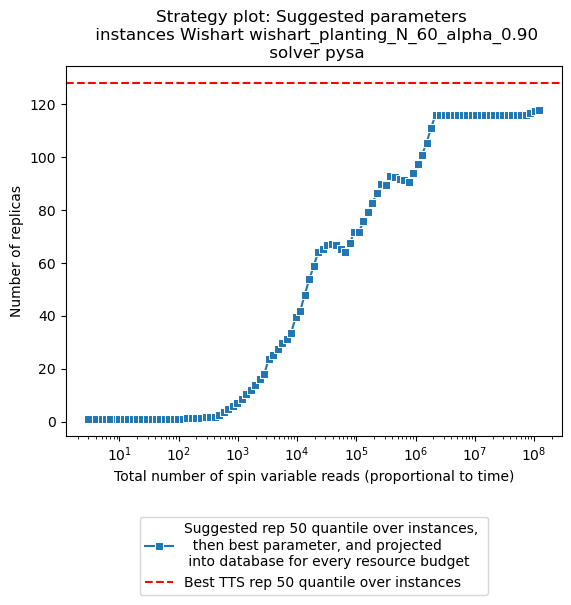 Strategy plot: Suggested parameters
instances Wishart wishart_planting_N_60_alpha_0.90
solver pysa
Number of replicas
120
100
80
60
40
20
0
10^1 10^2 10^3 10^4 10^5 10^6 10^7 10^8
Total number of spin variable reads (proportional to time)
Suggested rep 50 quantile over instances,
then best parameter, and projected
into database for every resource budget
Best TTS rep 50 quantile over instances